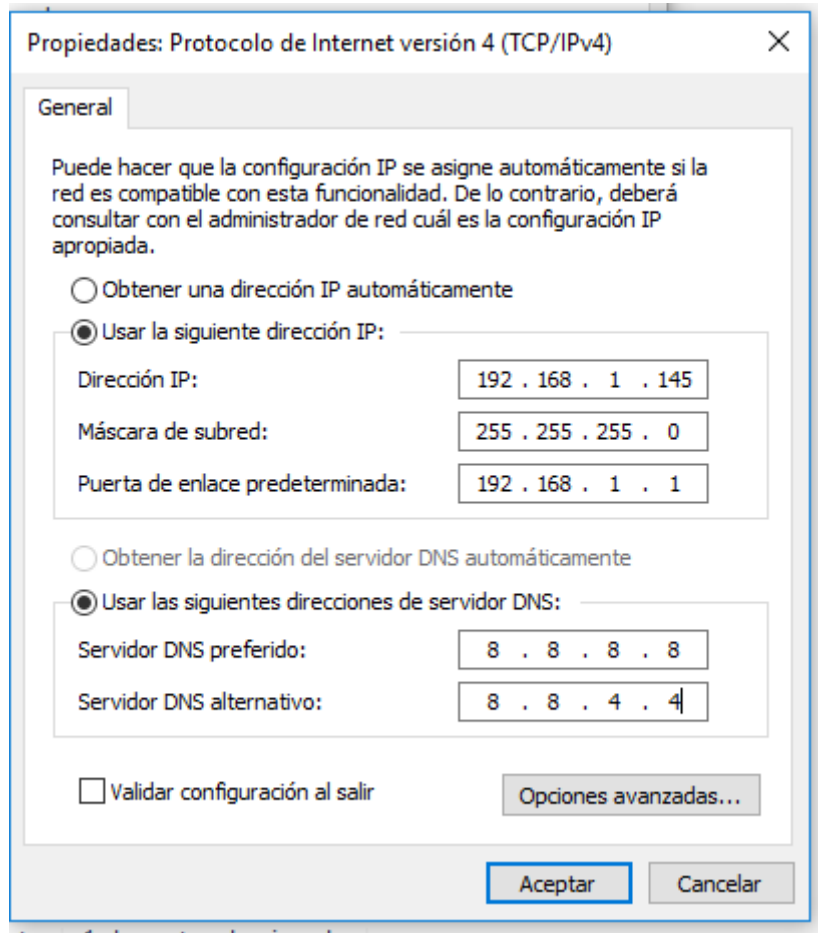 Propiedades: Protocolo de Internet versión 4 (TCP/IPv4)
General
Puede hacer que la configuración IP se asigne automáticamente si la
red es compatible con esta funcionalidad. De lo contrario, deberá
consultar con el administrador de red cuál es la configuración IP
apropiada.
Obtener una dirección IP automáticamente
Usar la siguiente dirección IP:
Dirección IP: 192 . 168 . 1 . 145
Máscara de subred: 255 . 255 . 255 . 0
Puerta de enlace predeterminada: 192 . 168 . 1 . 1
Obtener la dirección del servidor DNS automáticamente
Usar las siguientes direcciones de servidor DNS:
Servidor DNS preferido: 8 . 8 . 8 . 8
Servidor DNS alternativo: 8 . 8 . 4 . 4
Validar configuración al salir
Opciones avanzadas...
Aceptar Cancelar